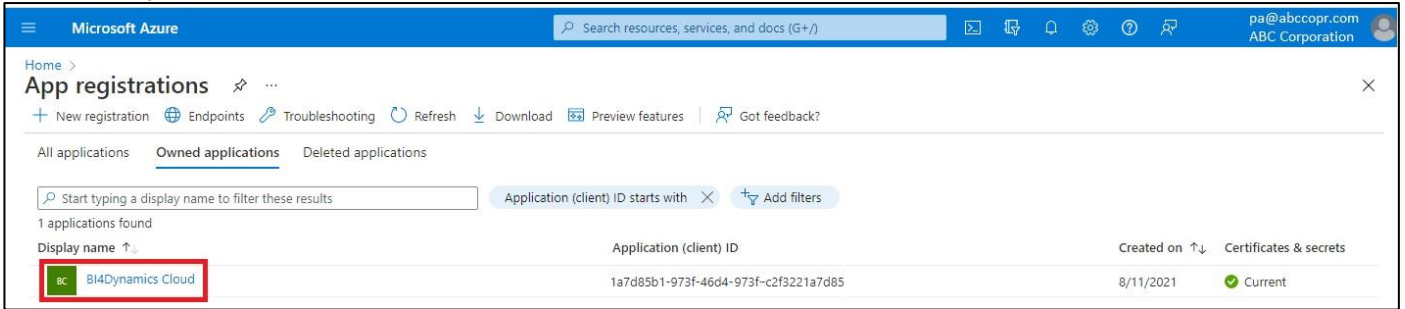 Microsoft Azure
Search resources, services, and docs (G+/)
pa@abccopr.com
ABC Corporation
Home >
App registrations ...
+ New registration Endpoints Troubleshooting Refresh Download Preview features Got feedback?
All applications Owned applications Deleted applications
Start typing a display name to filter these results Application (client) ID starts with Add filters
1 applications found
Display name ↑↓ Application (client) ID Created on ↑↓ Certificates & secrets
BC BI4Dynamics Cloud 1a7d85b1-973f-46d4-973f-c2f3221a7d85 8/11/2021 Current